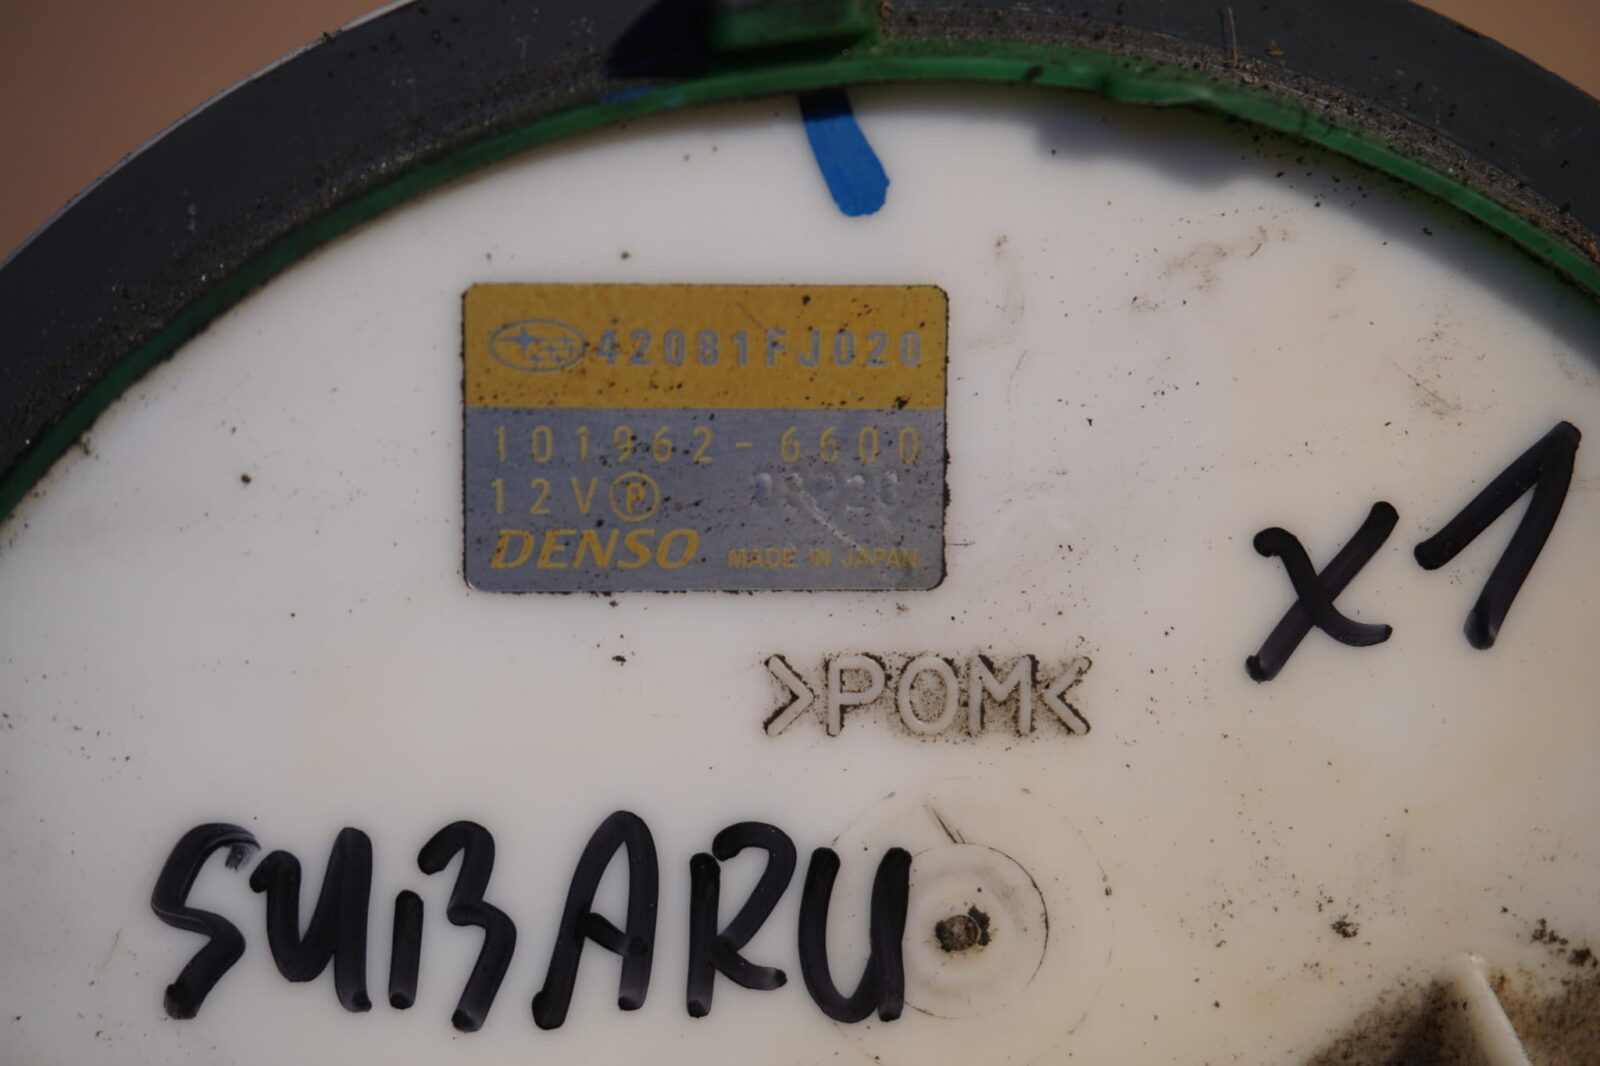 42081FJ020
101962-6600
12V P
DENSO MADE IN JAPAN
x1
>POM<
SUBARU